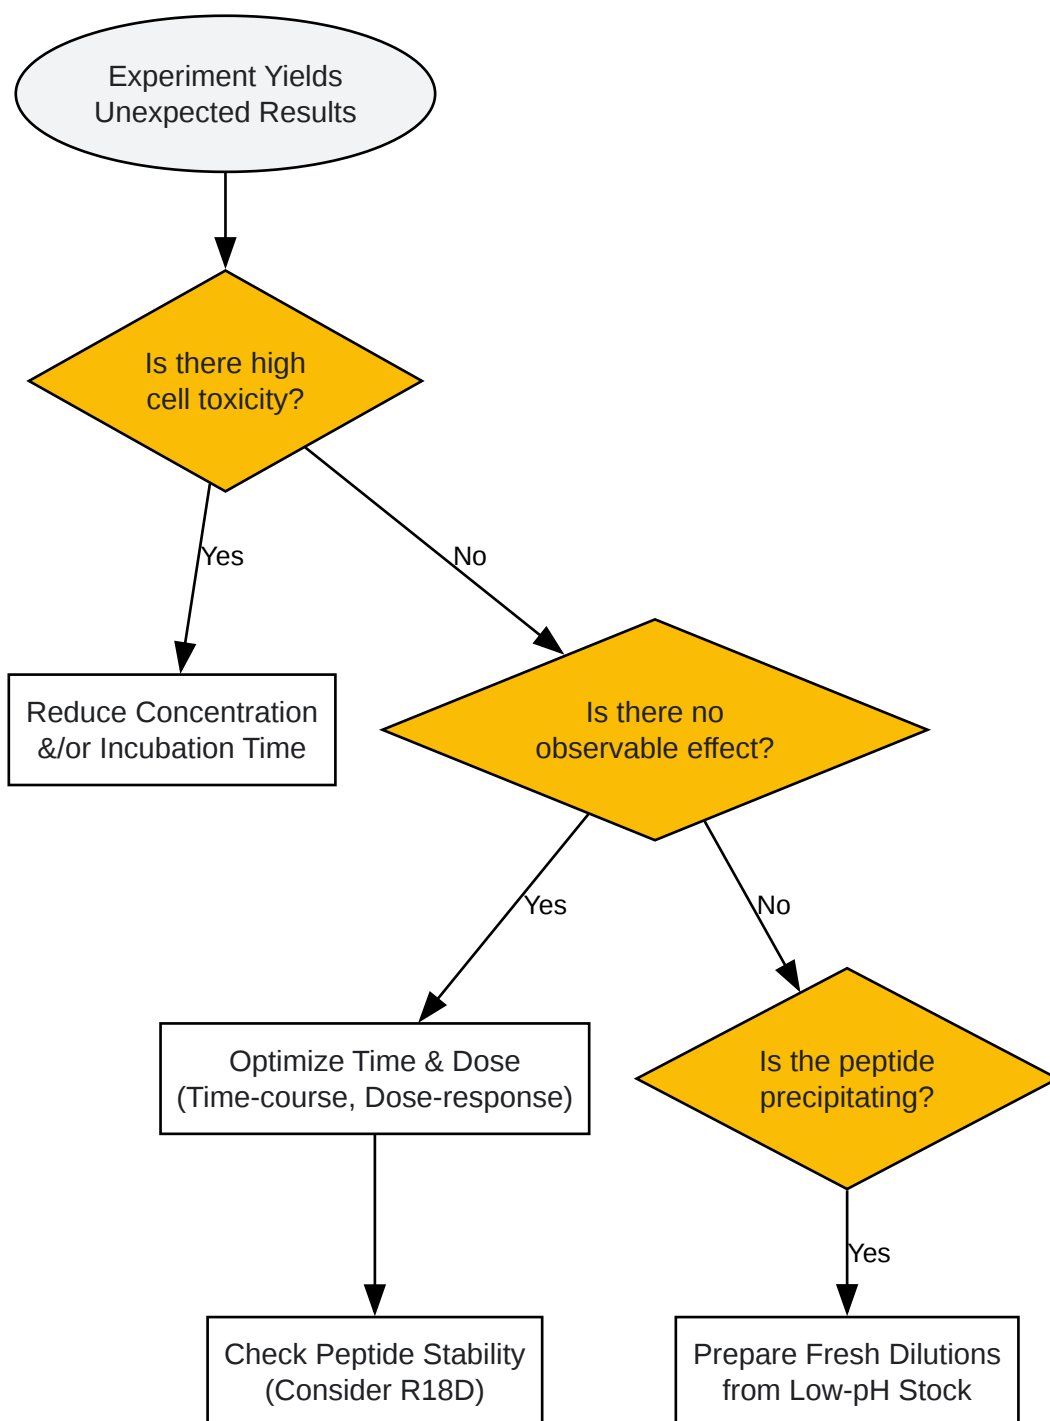 Experiment Yields
Unexpected Results
Is there high
cell toxicity?
Yes
No
Reduce Concentration
&/or Incubation Time
Is there no
observable effect?
Yes
No
Optimize Time & Dose
(Time-course, Dose-response)
Is the peptide
precipitating?
Yes
Check Peptide Stability
(Consider R18D)
Prepare Fresh Dilutions
from Low-pH Stock